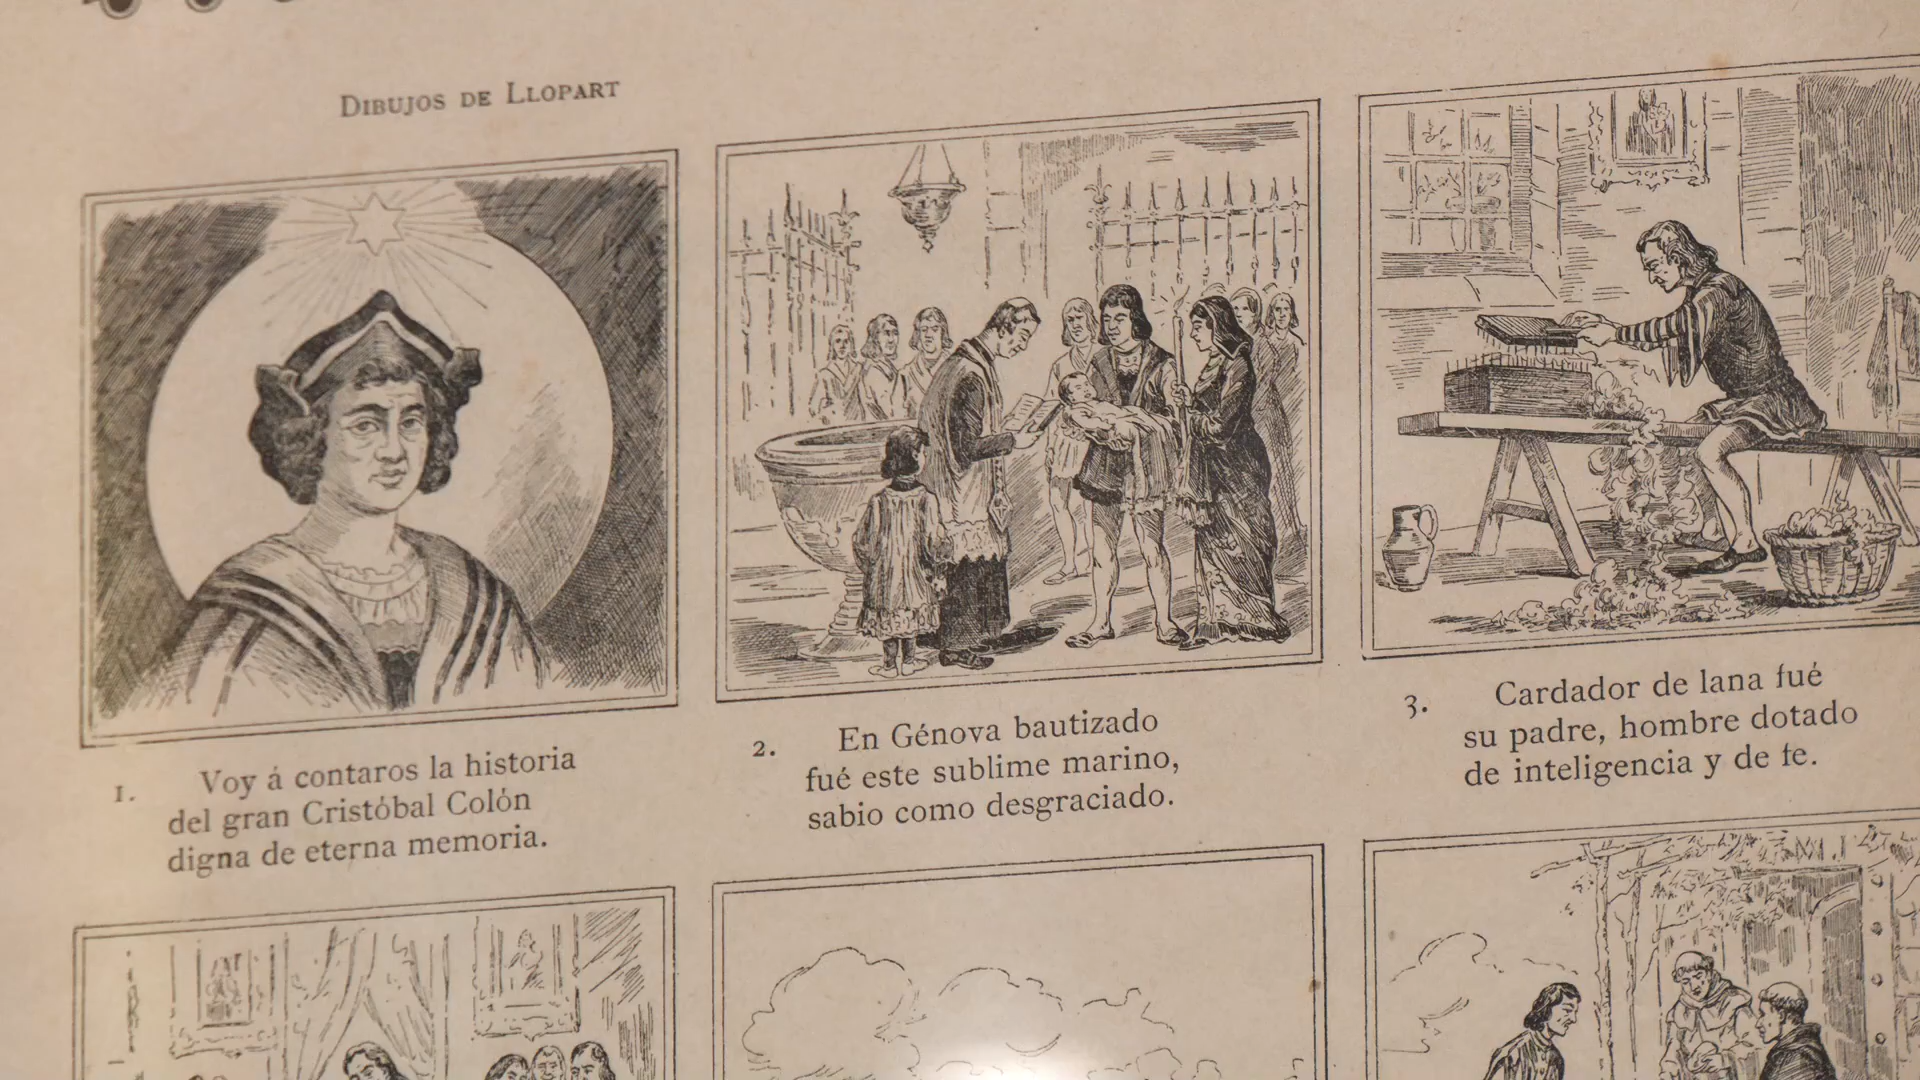 DIBUJOS DE LLOPART
1. Voy á contaros la historia
del gran Cristóbal Colón
digna de eterna memoria.
2. En Génova bautizado
fué este sublime marino,
sabio como desgraciado.
3. Cardador de lana fué
su padre, hombre dotado
de inteligencia y de fe.